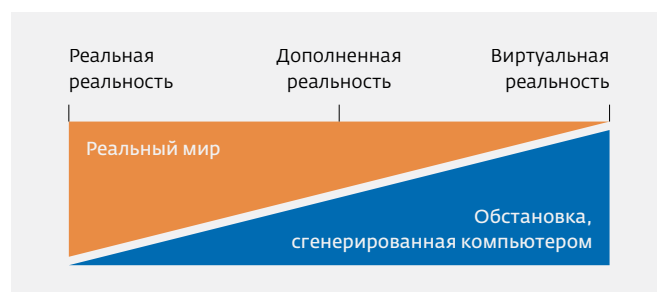 Реальная
реальность
Дополненная
реальность
Виртуальная
реальность
Реальный мир
Обстановка,
сгенерированная компьютером